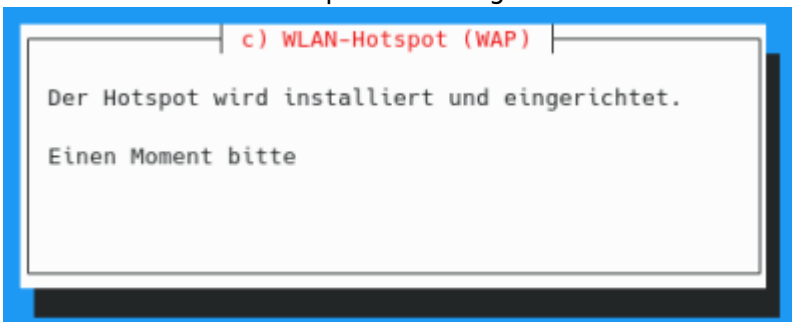 c) WLAN-Hotspot (WAP)
Der Hotspot wird installiert und eingerichtet.
Einen Moment bitte